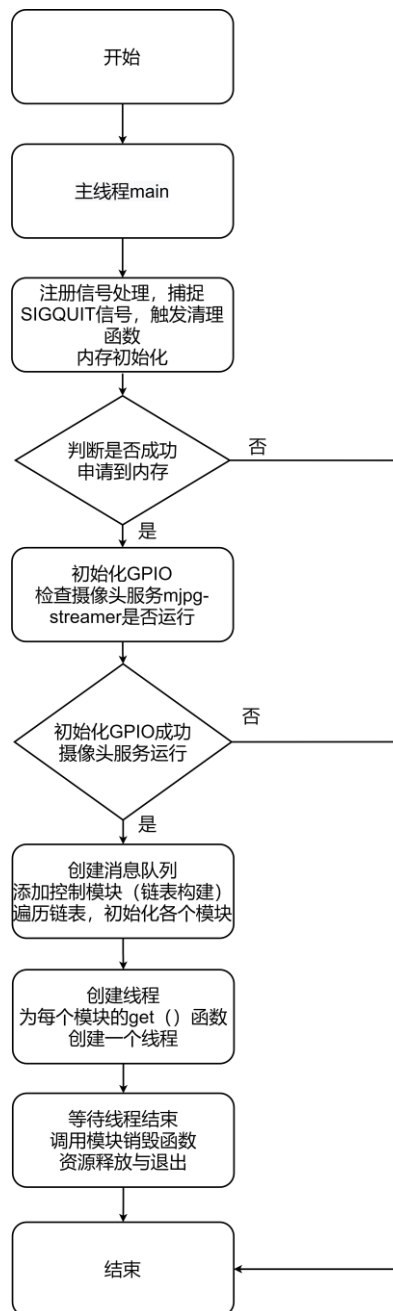 开始
主线程main
注册信号处理，捕捉
SIGQUIT信号，触发清理
函数
内存初始化
判断是否成功
申请到内存
否
是
初始化GPIO
检查摄像头服务mjpg-
streamer是否运行
初始化GPIO成功
摄像头服务运行
否
是
创建消息队列
添加控制模块（链表构建）
遍历链表，初始化各个模块
创建线程
为每个模块的get（）函数
创建一个线程
等待线程结束
调用模块销毁函数
资源释放与退出
结束